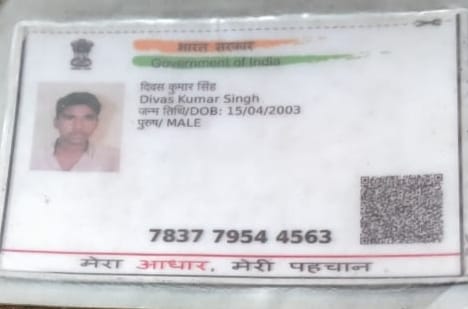 भारत सरकार
Government of India
दिवस कुमार सिंह
Divas Kumar Singh
जन्म तिथि/DOB: 15/04/2003
पुरुष/ MALE
7837 7954 4563
मेरा आधार, मेरी पहचान